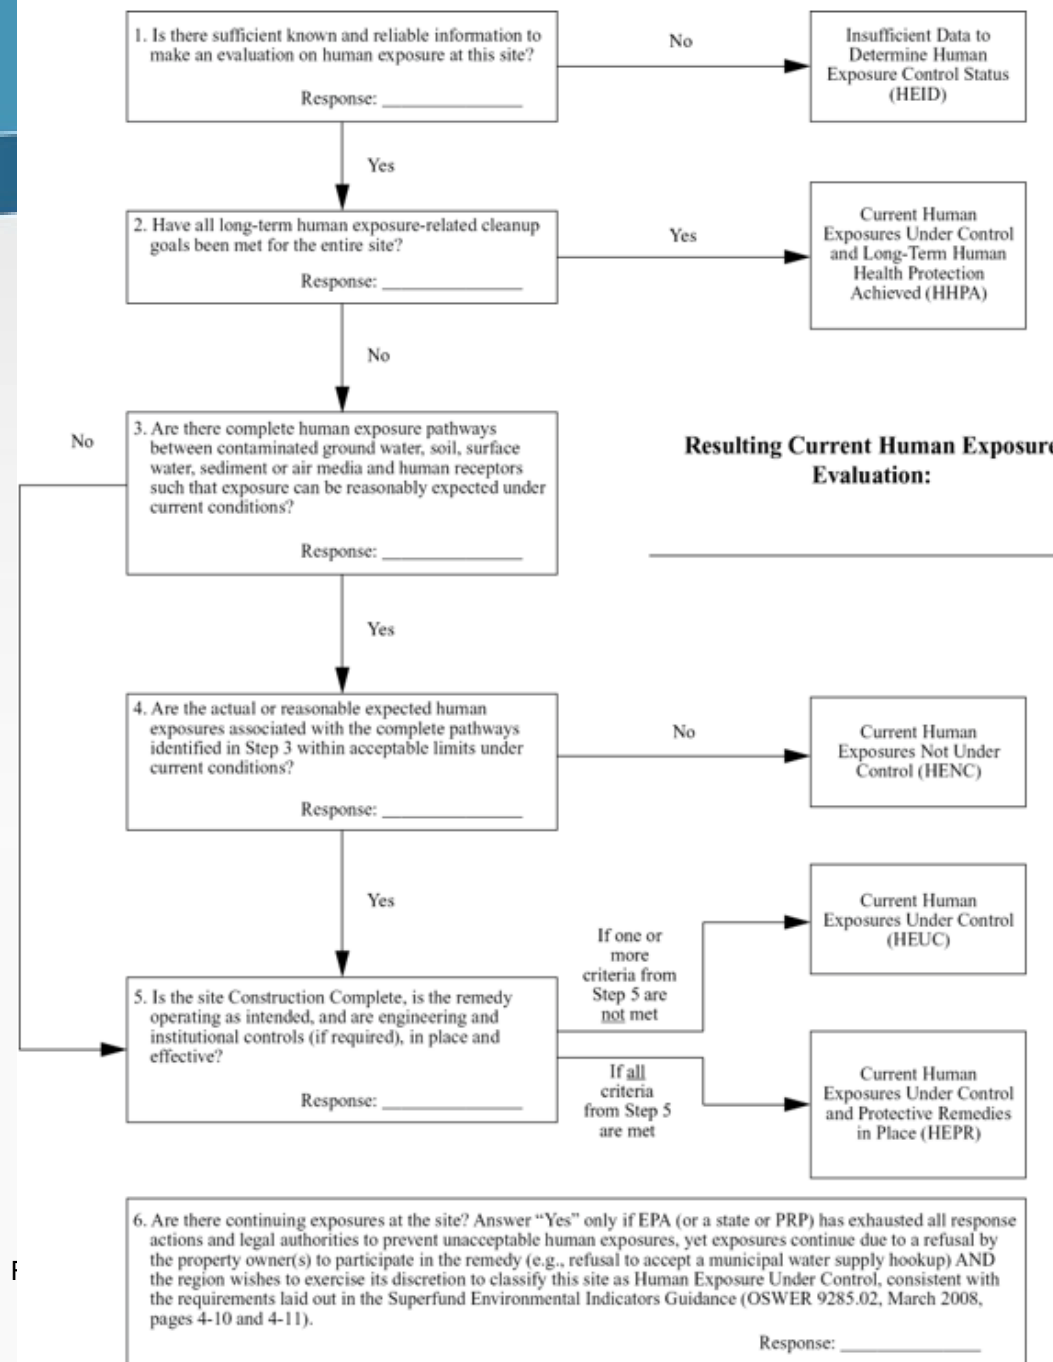 1. Is there sufficient known and reliable information to
make an evaluation on human exposure at this site?
Response: _______________
No
Insufficient Data to
Determine Human
Exposure Control Status
(HEID)
Yes
2. Have all long-term human exposure-related cleanup
goals been met for the entire site?
Response: _______________
Yes
Current Human
Exposures Under Control
and Long-Term Human
Health Protection
Achieved (HHPA)
No
No
3. Are there complete human exposure pathways
between contaminated ground water, soil, surface
water, sediment or air media and human receptors
such that exposure can be reasonably expected under
current conditions?
Response: _______________
Resulting Current Human Exposure
Evaluation:
Yes
4. Are the actual or reasonable expected human
exposures associated with the complete pathways
identified in Step 3 within acceptable limits under
current conditions?
Response: _______________
No
Current Human
Exposures Not Under
Control (HENC)
Yes
If one or
more
criteria from
Step 5 are
not met
Current Human
Exposures Under Control
(HEUC)
5. Is the site Construction Complete, is the remedy
operating as intended, and are engineering and
institutional controls (if required), in place and
effective?
Response: _______________
If all
criteria
from Step 5
are met
Current Human
Exposures Under Control
and Protective Remedies
in Place (HEPR)
6. Are there continuing exposures at the site? Answer “Yes” only if EPA (or a state or PRP) has exhausted all response
actions and legal authorities to prevent unacceptable human exposures, yet exposures continue due to a refusal by
the property owner(s) to participate in the remedy (e.g., refusal to accept a municipal water supply hookup) AND
the region wishes to exercise its discretion to classify this site as Human Exposure Under Control, consistent with
the requirements laid out in the Superfund Environmental Indicators Guidance (OSWER 9285.02, March 2008,
pages 4-10 and 4-11).
Response: _______________